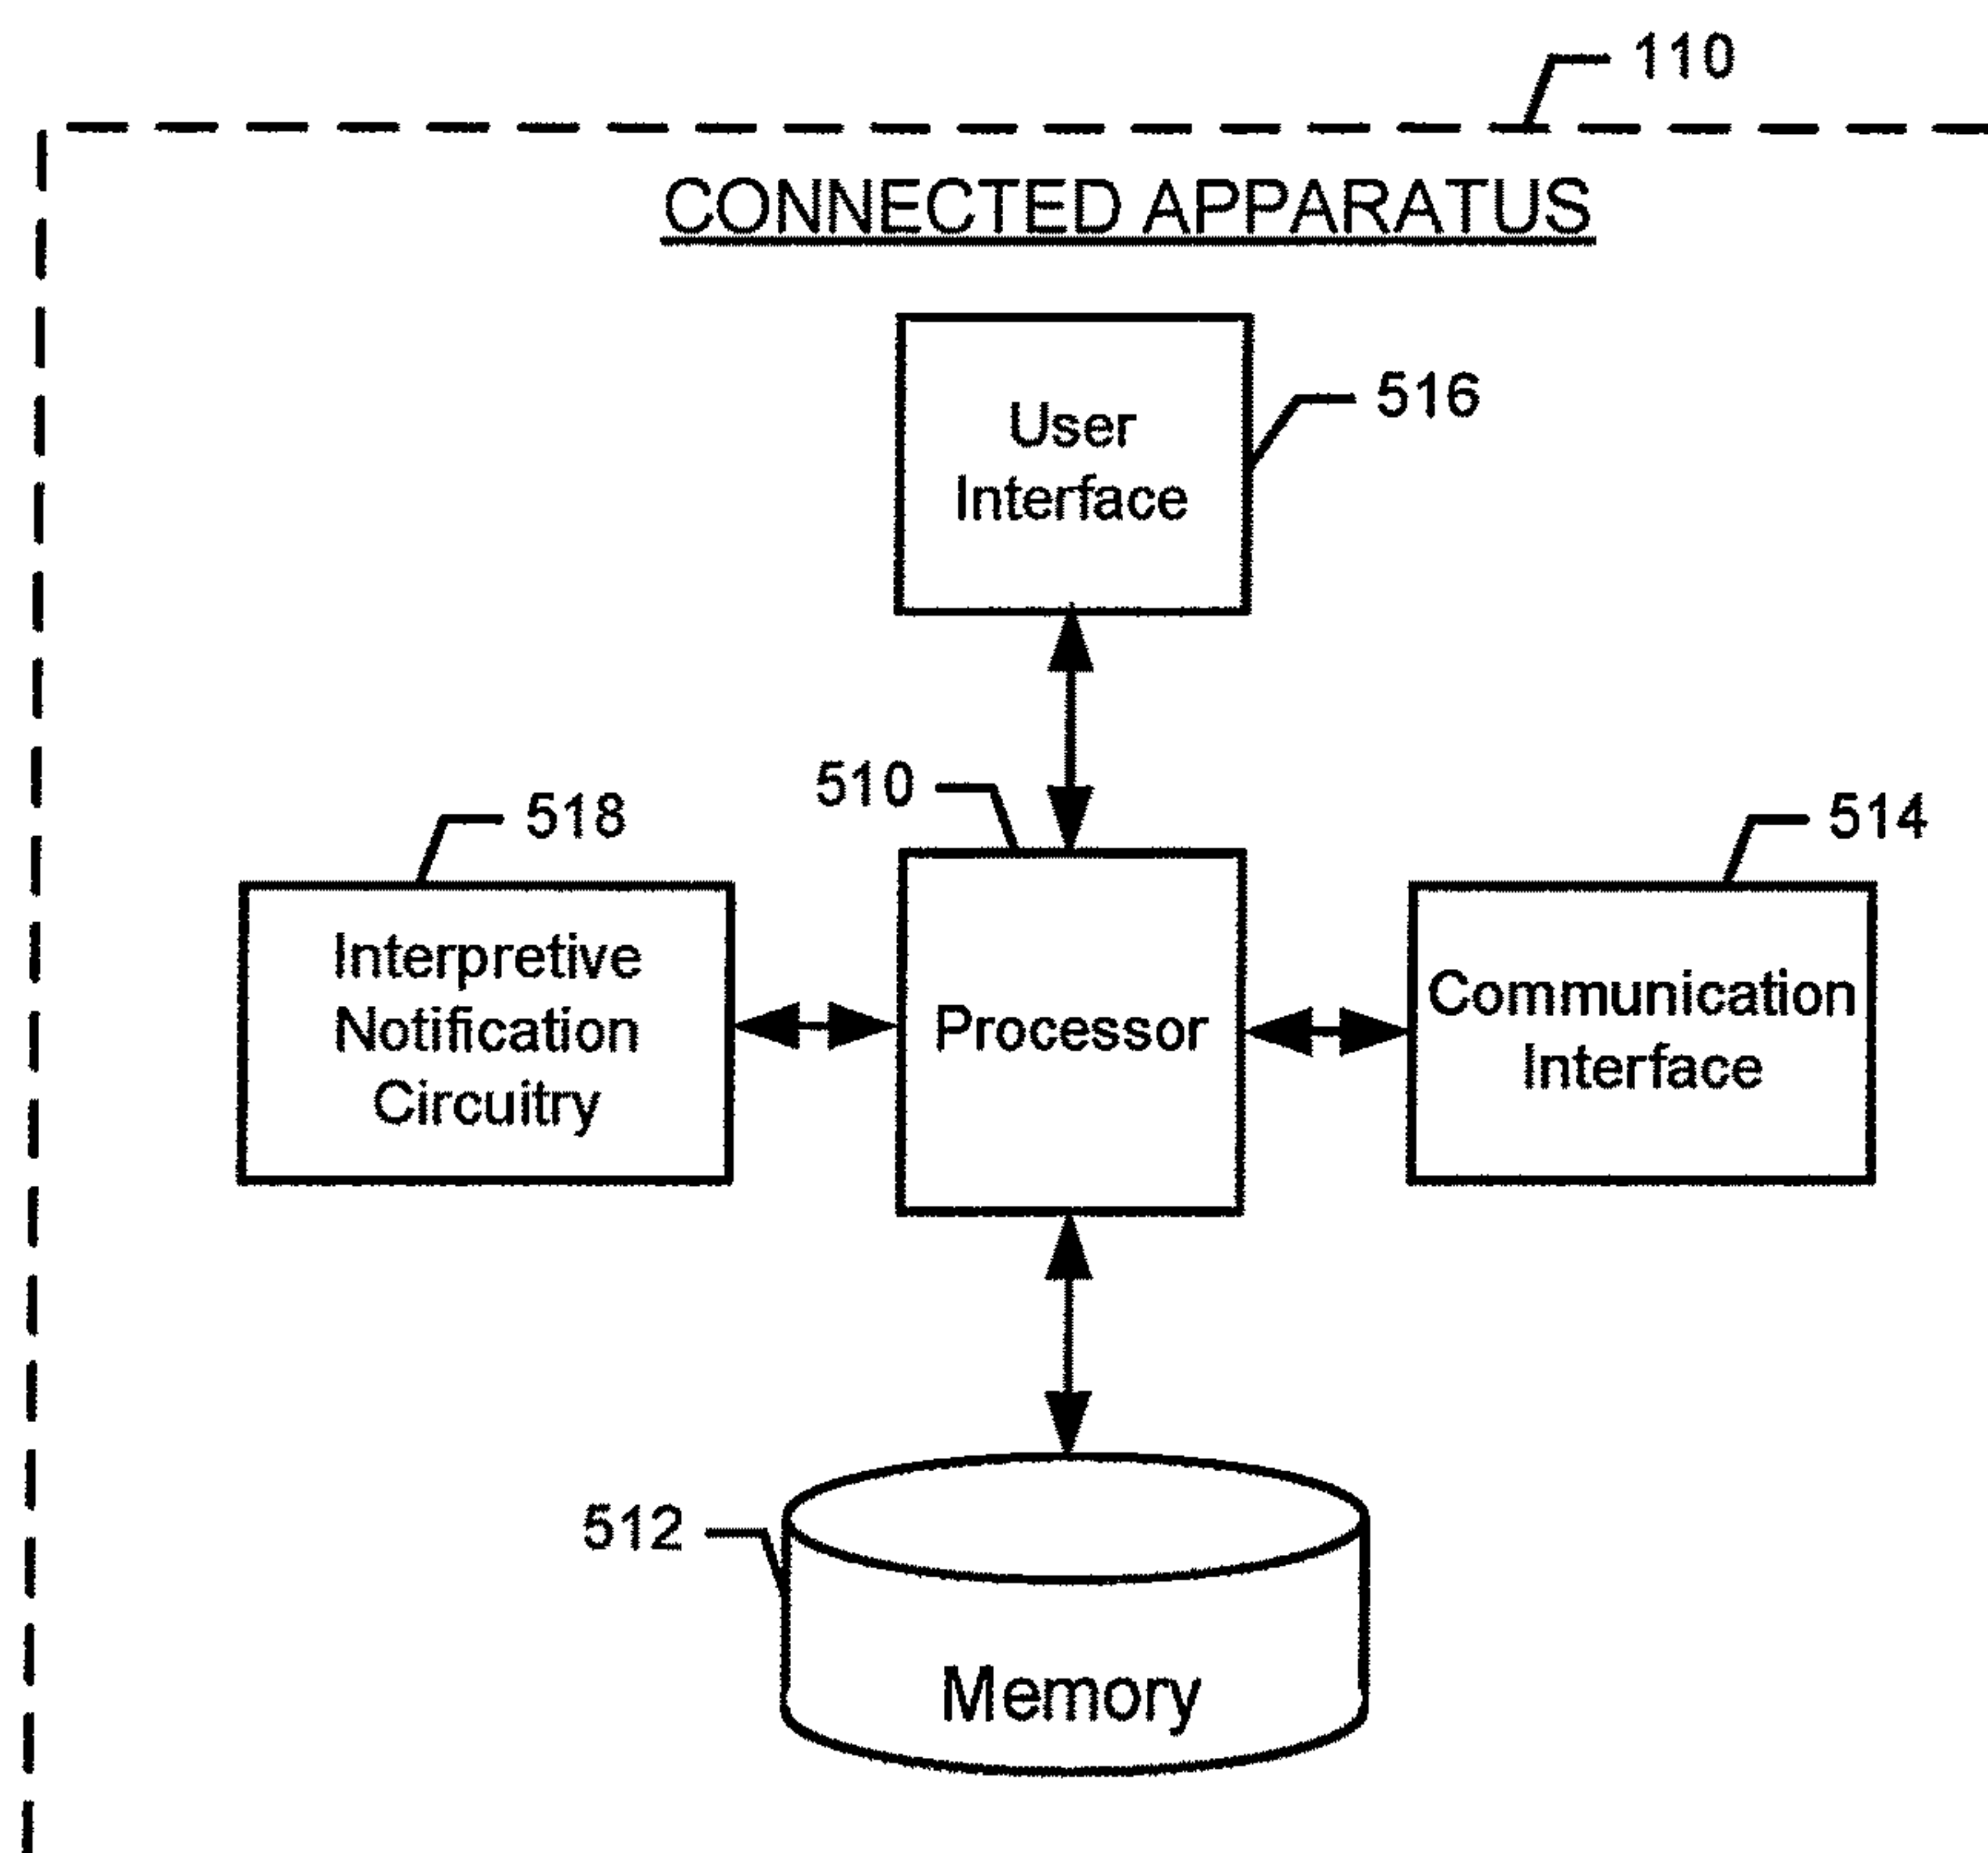 110
CONNECTED APPARATUS
516
User
Interface
510
518
514
Interpretive
Notification
Circuitry
Processor
Communication
Interface
512
Memory